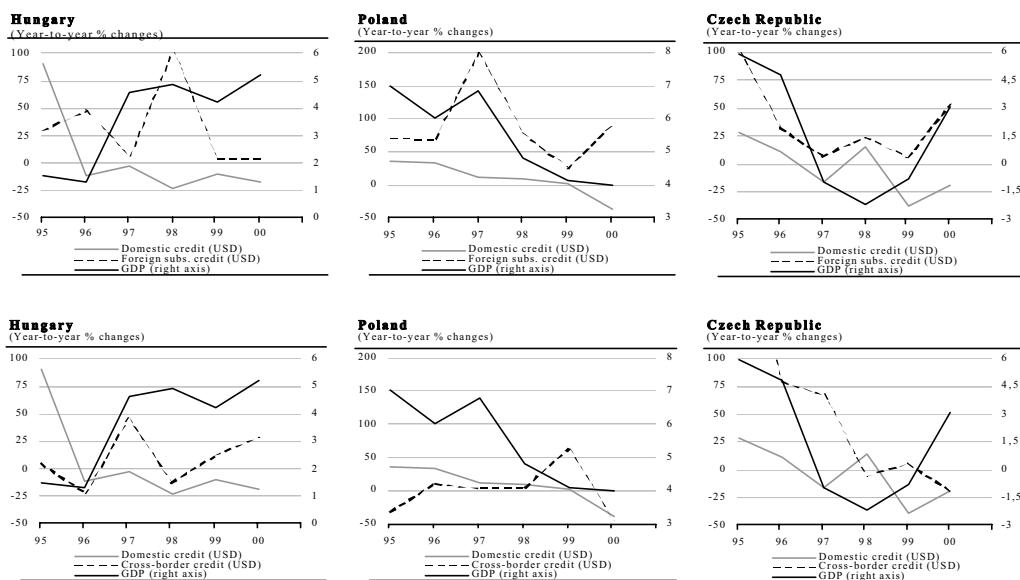 Hungary
(Year-to-year % changes)
100
75
50
25
0
-25
-50
6
5
4
3
2
1
0
95 96 97 98 99 00
Domestic credit (USD)
Foreign subs. credit (USD)
GDP (right axis)
Poland
(Year-to-year % changes)
200
150
100
50
0
-50
8
7
6
5
4
3
95 96 97 98 99 00
Domestic credit (USD)
Foreign subs. credit (USD)
GDP (right axis)
Czech Republic
(Year-to-year % changes)
100
75
50
25
0
-25
-50
6
4,5
3
1,5
0
-1,5
-3
95 96 97 98 99 00
Domestic credit (USD)
Foreign subs. credit (USD)
GDP (right axis)
Hungary
(Year-to-year % changes)
100
75
50
25
0
-25
-50
6
5
4
3
2
1
0
95 96 97 98 99 00
Domestic credit (USD)
Cross-border credit (USD)
GDP (right axis)
Poland
(Year-to-year % changes)
200
150
100
50
0
-50
8
7
6
5
4
3
95 96 97 98 99 00
Domestic credit (USD)
Cross-border credit (USD)
GDP (right axis)
Czech Republic
(Year-to-year % changes)
100
75
50
25
0
-25
-50
6
4,5
3
1,5
0
-1,5
-3
95 96 97 98 99 00
Domestic credit (USD)
Cross-border credit (USD)
GDP (right axis)